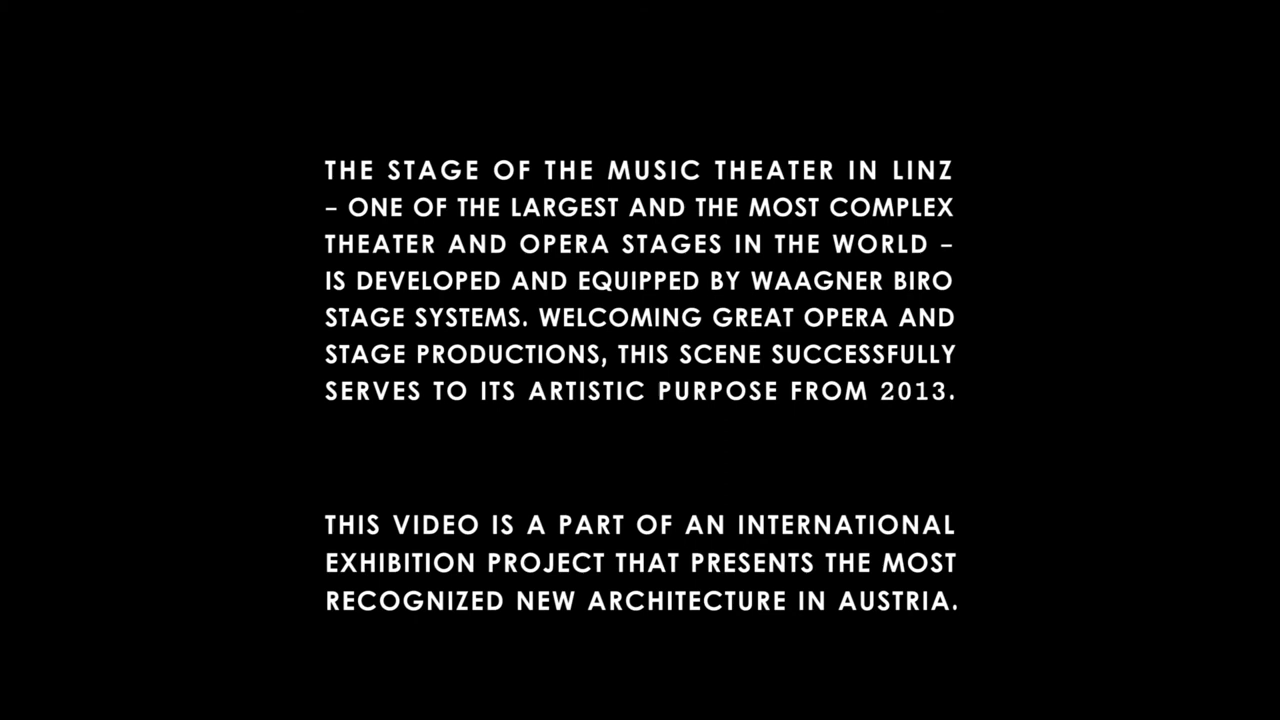 THE STAGE OF THE MUSIC THEATER IN LINZ
– ONE OF THE LARGEST AND THE MOST COMPLEX
THEATER AND OPERA STAGES IN THE WORLD –
IS DEVELOPED AND EQUIPPED BY WAAGNER BIRO
STAGE SYSTEMS. WELCOMING GREAT OPERA AND
STAGE PRODUCTIONS, THIS SCENE SUCCESSFULLY
SERVES TO ITS ARTISTIC PURPOSE FROM 2013.
THIS VIDEO IS A PART OF AN INTERNATIONAL
EXHIBITION PROJECT THAT PRESENTS THE MOST
RECOGNIZED NEW ARCHITECTURE IN AUSTRIA.